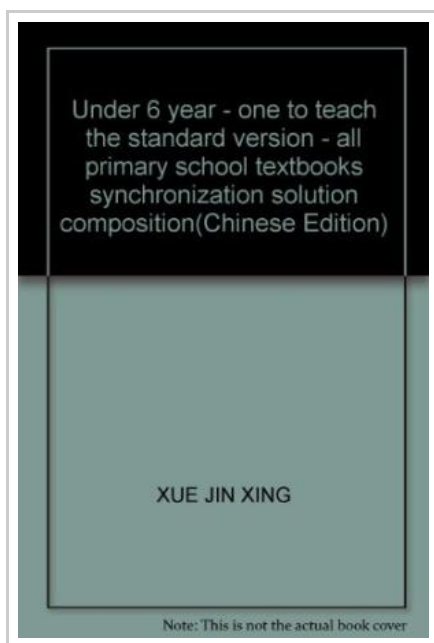 Under 6 year - one to teach
the standard version - all
primary school textbooks
synchronization solution
composition(Chinese Edition)
XUE JIN XING
Note: This is not the actual book cover